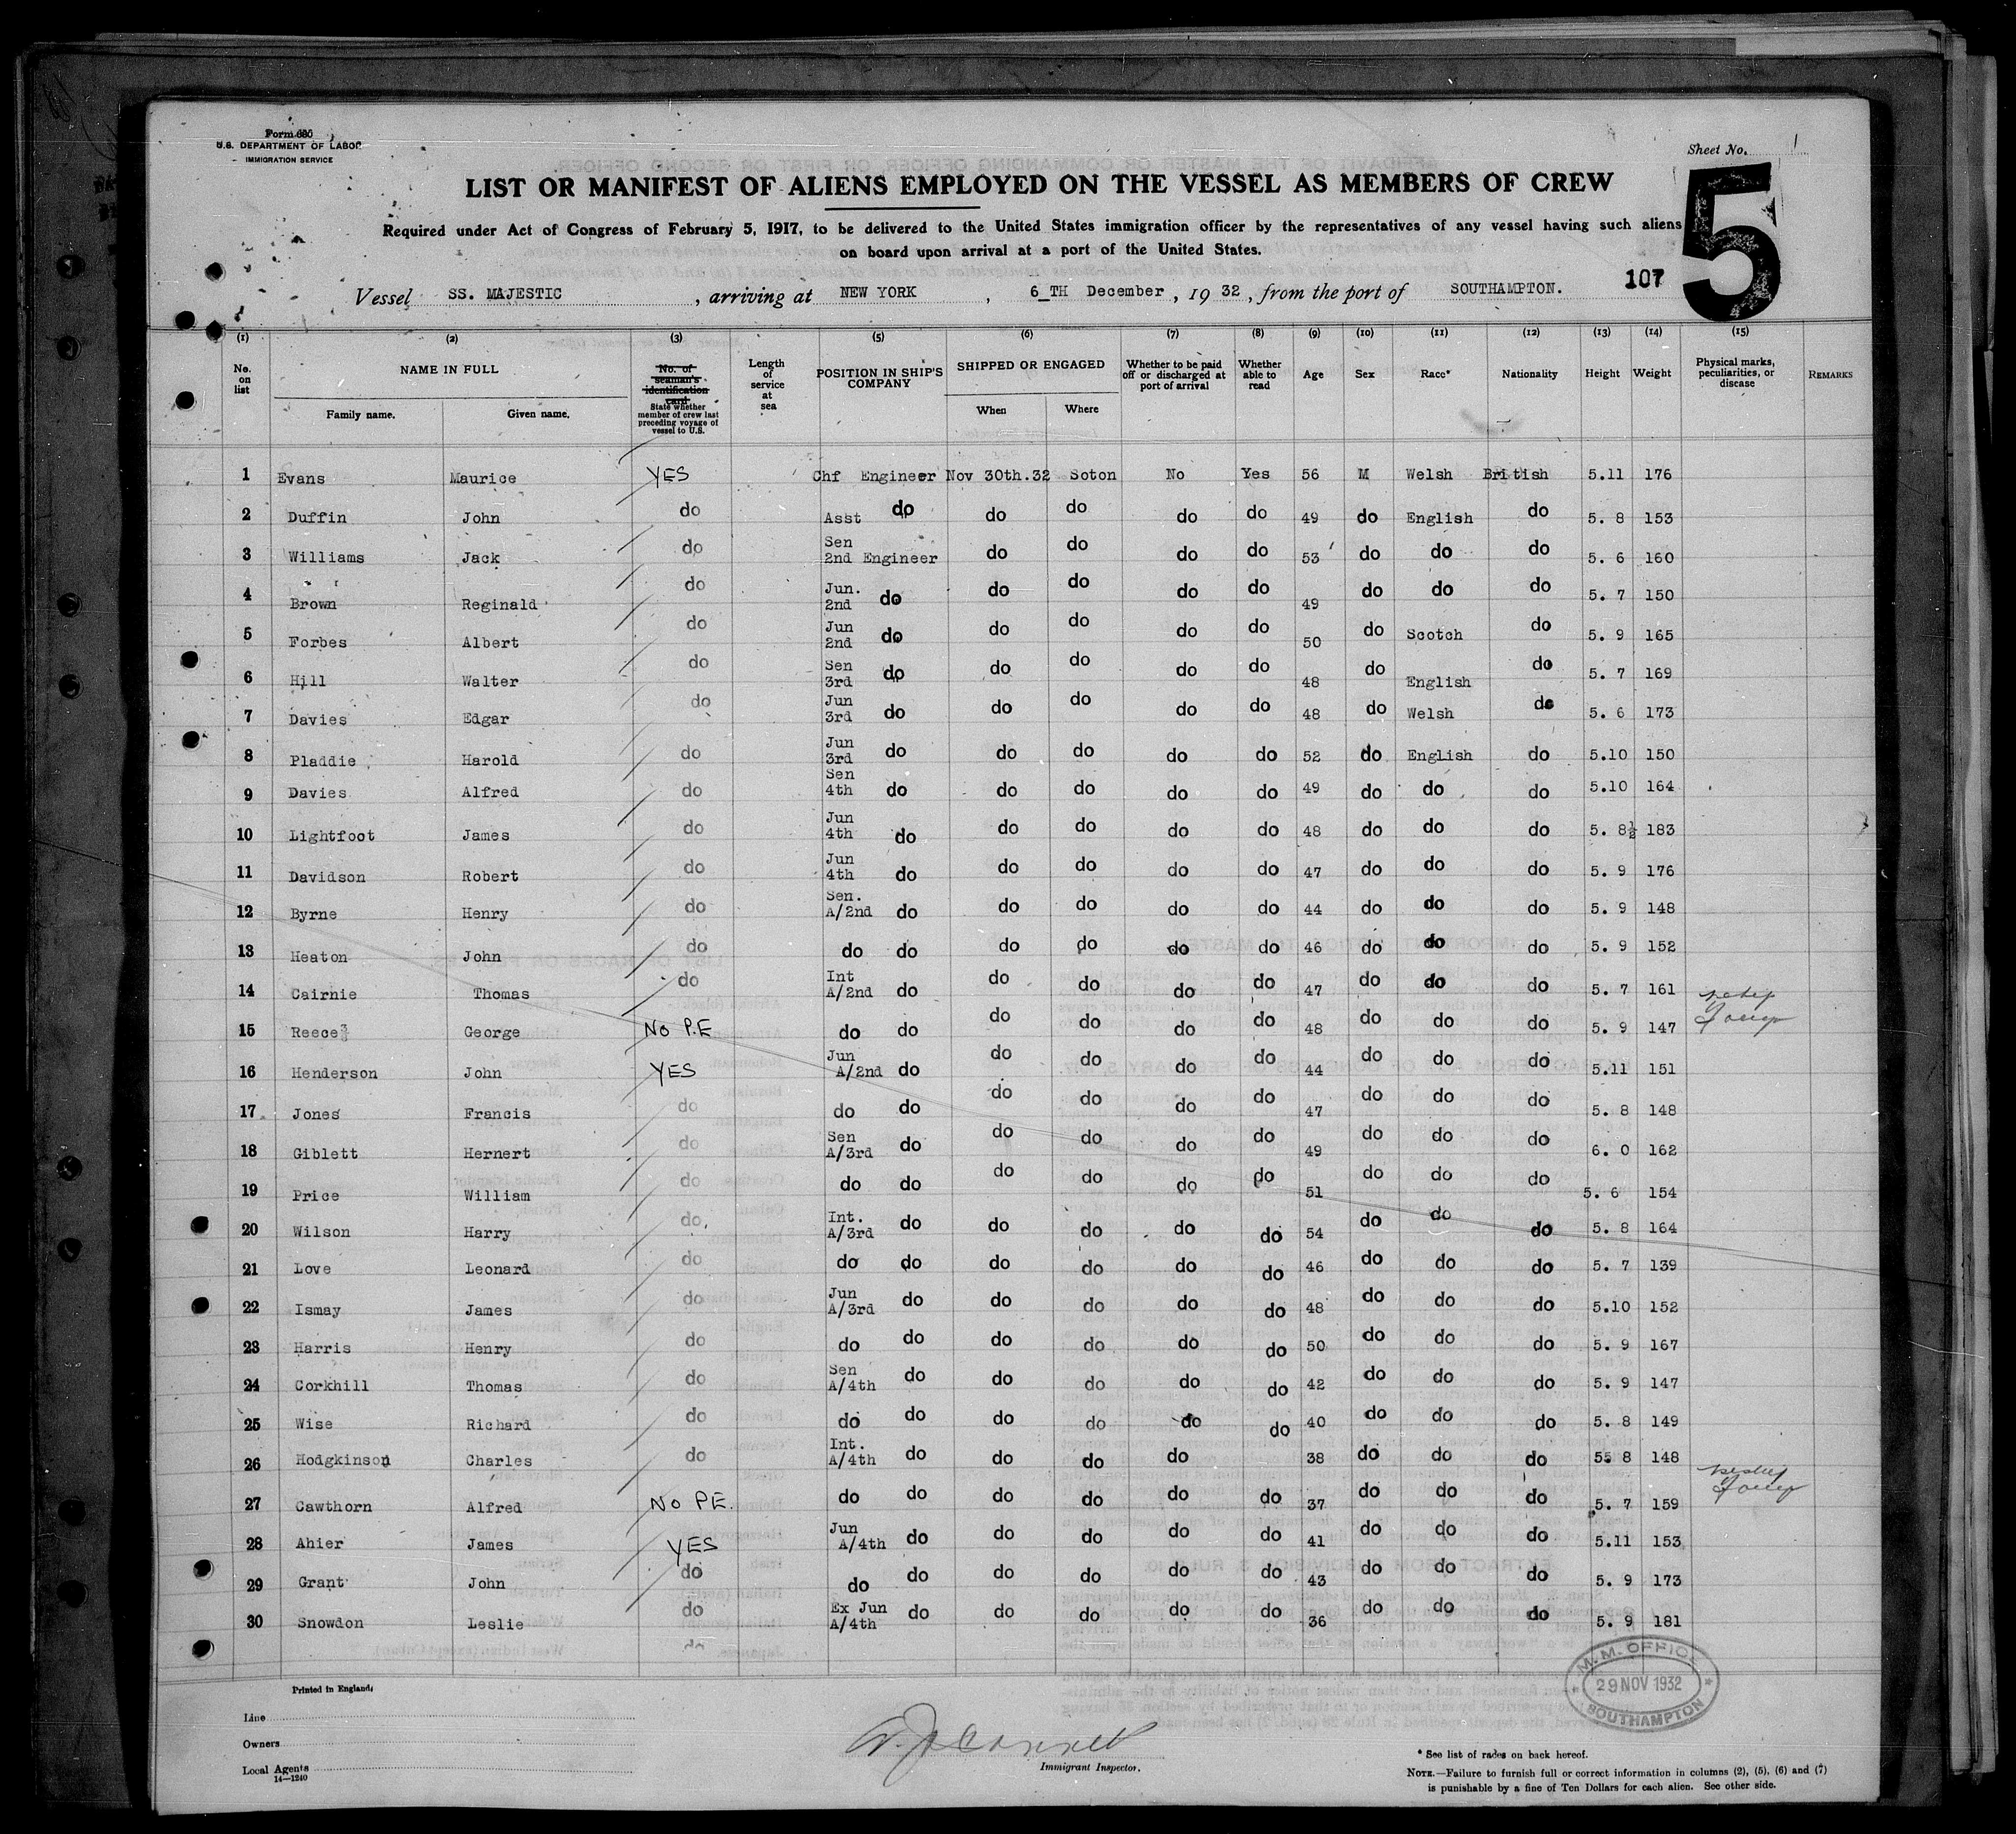 Form 680
U.S. DEPARTMENT OF LABOR
IMMIGRATION SERVICE
Sheet No. 1
5
LIST OR MANIFEST OF ALIENS EMPLOYED ON THE VESSEL AS MEMBERS OF CREW
Required under Act of Congress of February 5, 1917, to be delivered to the United States immigration officer by the representatives of any vessel having such aliens
on board upon arrival at a port of the United States.
Vessel SS. MAJESTIC, arriving at NEW YORK, 6_TH December, 1932, from the port of SOUTHAMPTON. 107
(1) (2) (3) (5) (6) (7) (8) (9) (10) (11) (12) (13) (14) (15)
No. on list NAME IN FULL Family name. Given name. No. of seaman's identification card State whether member of crew last preceding voyage of vessel to U.S. Length of service at sea POSITION IN SHIP'S COMPANY SHIPPED OR ENGAGED When Where Whether to be paid off or discharged at port of arrival Whether able to read Age Sex Race* Nationality Height Weight Physical marks, peculiarities, or disease REMARKS
1 Evans Maurice YES Chf Engineer Nov 30th.32 Soton No Yes 56 M Welsh British 5.11 176
2 Duffin John do Asst do do do do do 49 do English do 5. 8 153
3 Williams Jack do Sen 2nd Engineer do do do do 53 do do do 5. 6 160
4 Brown Reginald do Jun. 2nd do do do do do 49 do do do 5. 7 150
5 Forbes Albert do Jun 2nd do do do do do 50 do Scotch do 5. 9 165
6 Hill Walter do Sen 3rd do do do do do 48 do English do 5. 7 169
7 Davies Edgar do Jun 3rd do do do do do 48 do Welsh do 5. 6 173
8 Pladdie Harold do Jun 3rd do do do do do 52 do English do 5.10 150
9 Davies Alfred do Sen 4th do do do do do 49 do do do 5.10 164
10 Lightfoot James do Jun 4th do do do do do 48 do do do 5. 8½ 183
11 Davidson Robert do Jun 4th do do do do do 47 do do do 5. 9 176
12 Byrne Henry do Sen. A/2nd do do do do do 44 do do do 5. 9 148
13 Heaton John do do do do do do do 46 do do do 5. 9 152
14 Cairnie Thomas do Int A/2nd do do do do do 47 do do do 5. 7 161
15 Reece George NO P.E do do do do do do 48 do do do 5. 9 147
16 Henderson John YES Jun A/2nd do do do do do 44 do do do 5.11 151
17 Jones Francis do do do do do do do 47 do do do 5. 8 148
18 Giblett Hernert do Sen A/3rd do do do do do 49 do do do 6. 0 162
19 Price William do do do do do do do 51 do do do 5. 6 154
20 Wilson Harry do Int. A/3rd do do do do do 54 do do do 5. 8 164
21 Love Leonard do do do do do do do 46 do do do 5. 7 139
22 Ismay James do Jun A/3rd do do do do do 48 do do do 5.10 152
23 Harris Henry do do do do do do do 50 do do do 5. 9 167
24 Corkhill Thomas do Sen A/4th do do do do do 42 do do do 5. 9 147
25 Wise Richard do do do do do do do 40 do do do 5. 8 149
26 Hodgkinson Charles do Int. A/4th do do do do 38 do do do 55 8 148
27 Cawthorn Alfred NO PE. do do do do do do 37 do do do 5. 7 159
28 Ahier James YES Jun A/4th do do do do do 41 do do do 5.11 153
29 Grant John do do do do do do do 43 do do do 5. 9 173
30 Snowdon Leslie do Ex Jun A/4th do do do do do 36 do do do 5. 9 181
do
M.M. OFFICE
29 NOV 1932
SOUTHAMPTON
Printed in England.
Line
Owners
Local Agents
14—1240
Immigrant Inspector.
* See list of races on back hereof.
NOTE.—Failure to furnish full or correct information in columns (2), (5), (6) and (7)
is punishable by a fine of Ten Dollars for each alien. See other side.